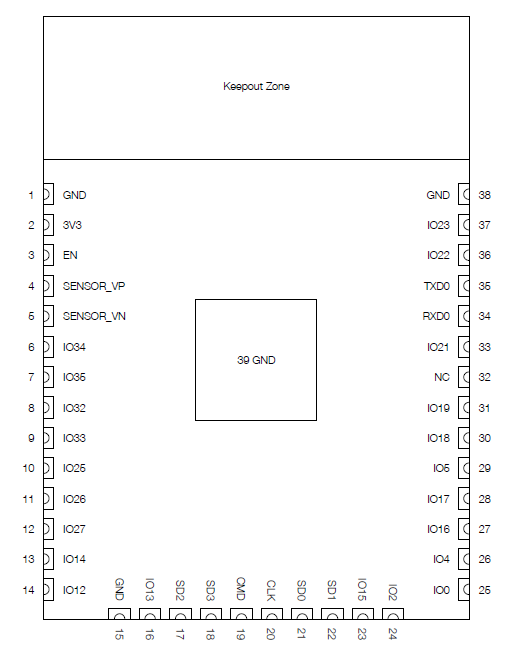 Keepout Zone
1 GND GND 38
2 3V3 IO23 37
3 EN IO22 36
4 SENSOR_VP TXD0 35
5 SENSOR_VN RXD0 34
6 IO34 IO21 33
39 GND
7 IO35 NC 32
8 IO32 IO19 31
9 IO33 IO18 30
10 IO25 IO5 29
11 IO26 IO17 28
12 IO27 IO16 27
13 IO14 IO4 26
14 IO12 IO0 25
GND IO13 SD2 SD3 CMD CLK SD0 SD1 IO15 IO2
15 16 17 18 19 20 21 22 23 24